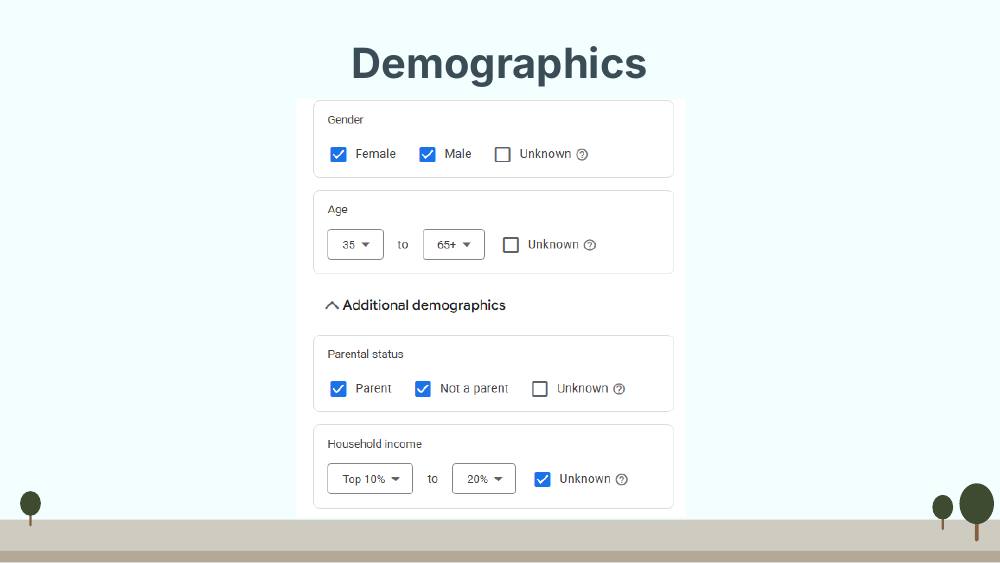 Demographics
Gender
Female Male Unknown
Age
35 to 65+ Unknown
Additional demographics
Parental status
Parent Not a parent Unknown
Household income
Top 10% to 20% Unknown